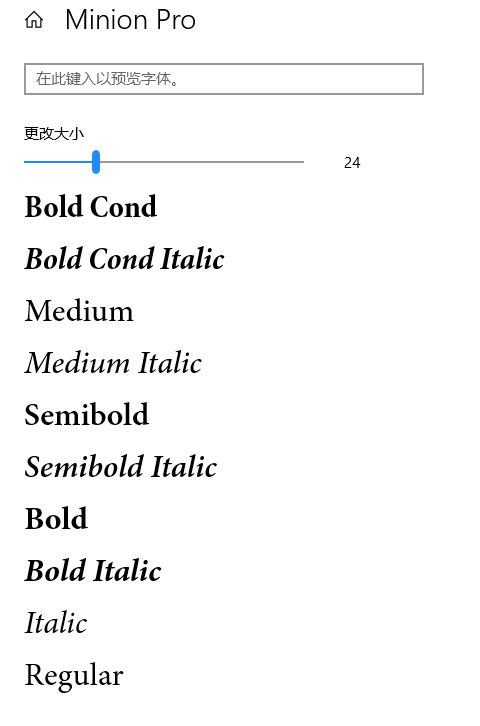 Minion Pro
在此键入以预览字体。
更改大小
24
Bold Cond
Bold Cond Italic
Medium
Medium Italic
Semibold
Semibold Italic
Bold
Bold Italic
Italic
Regular